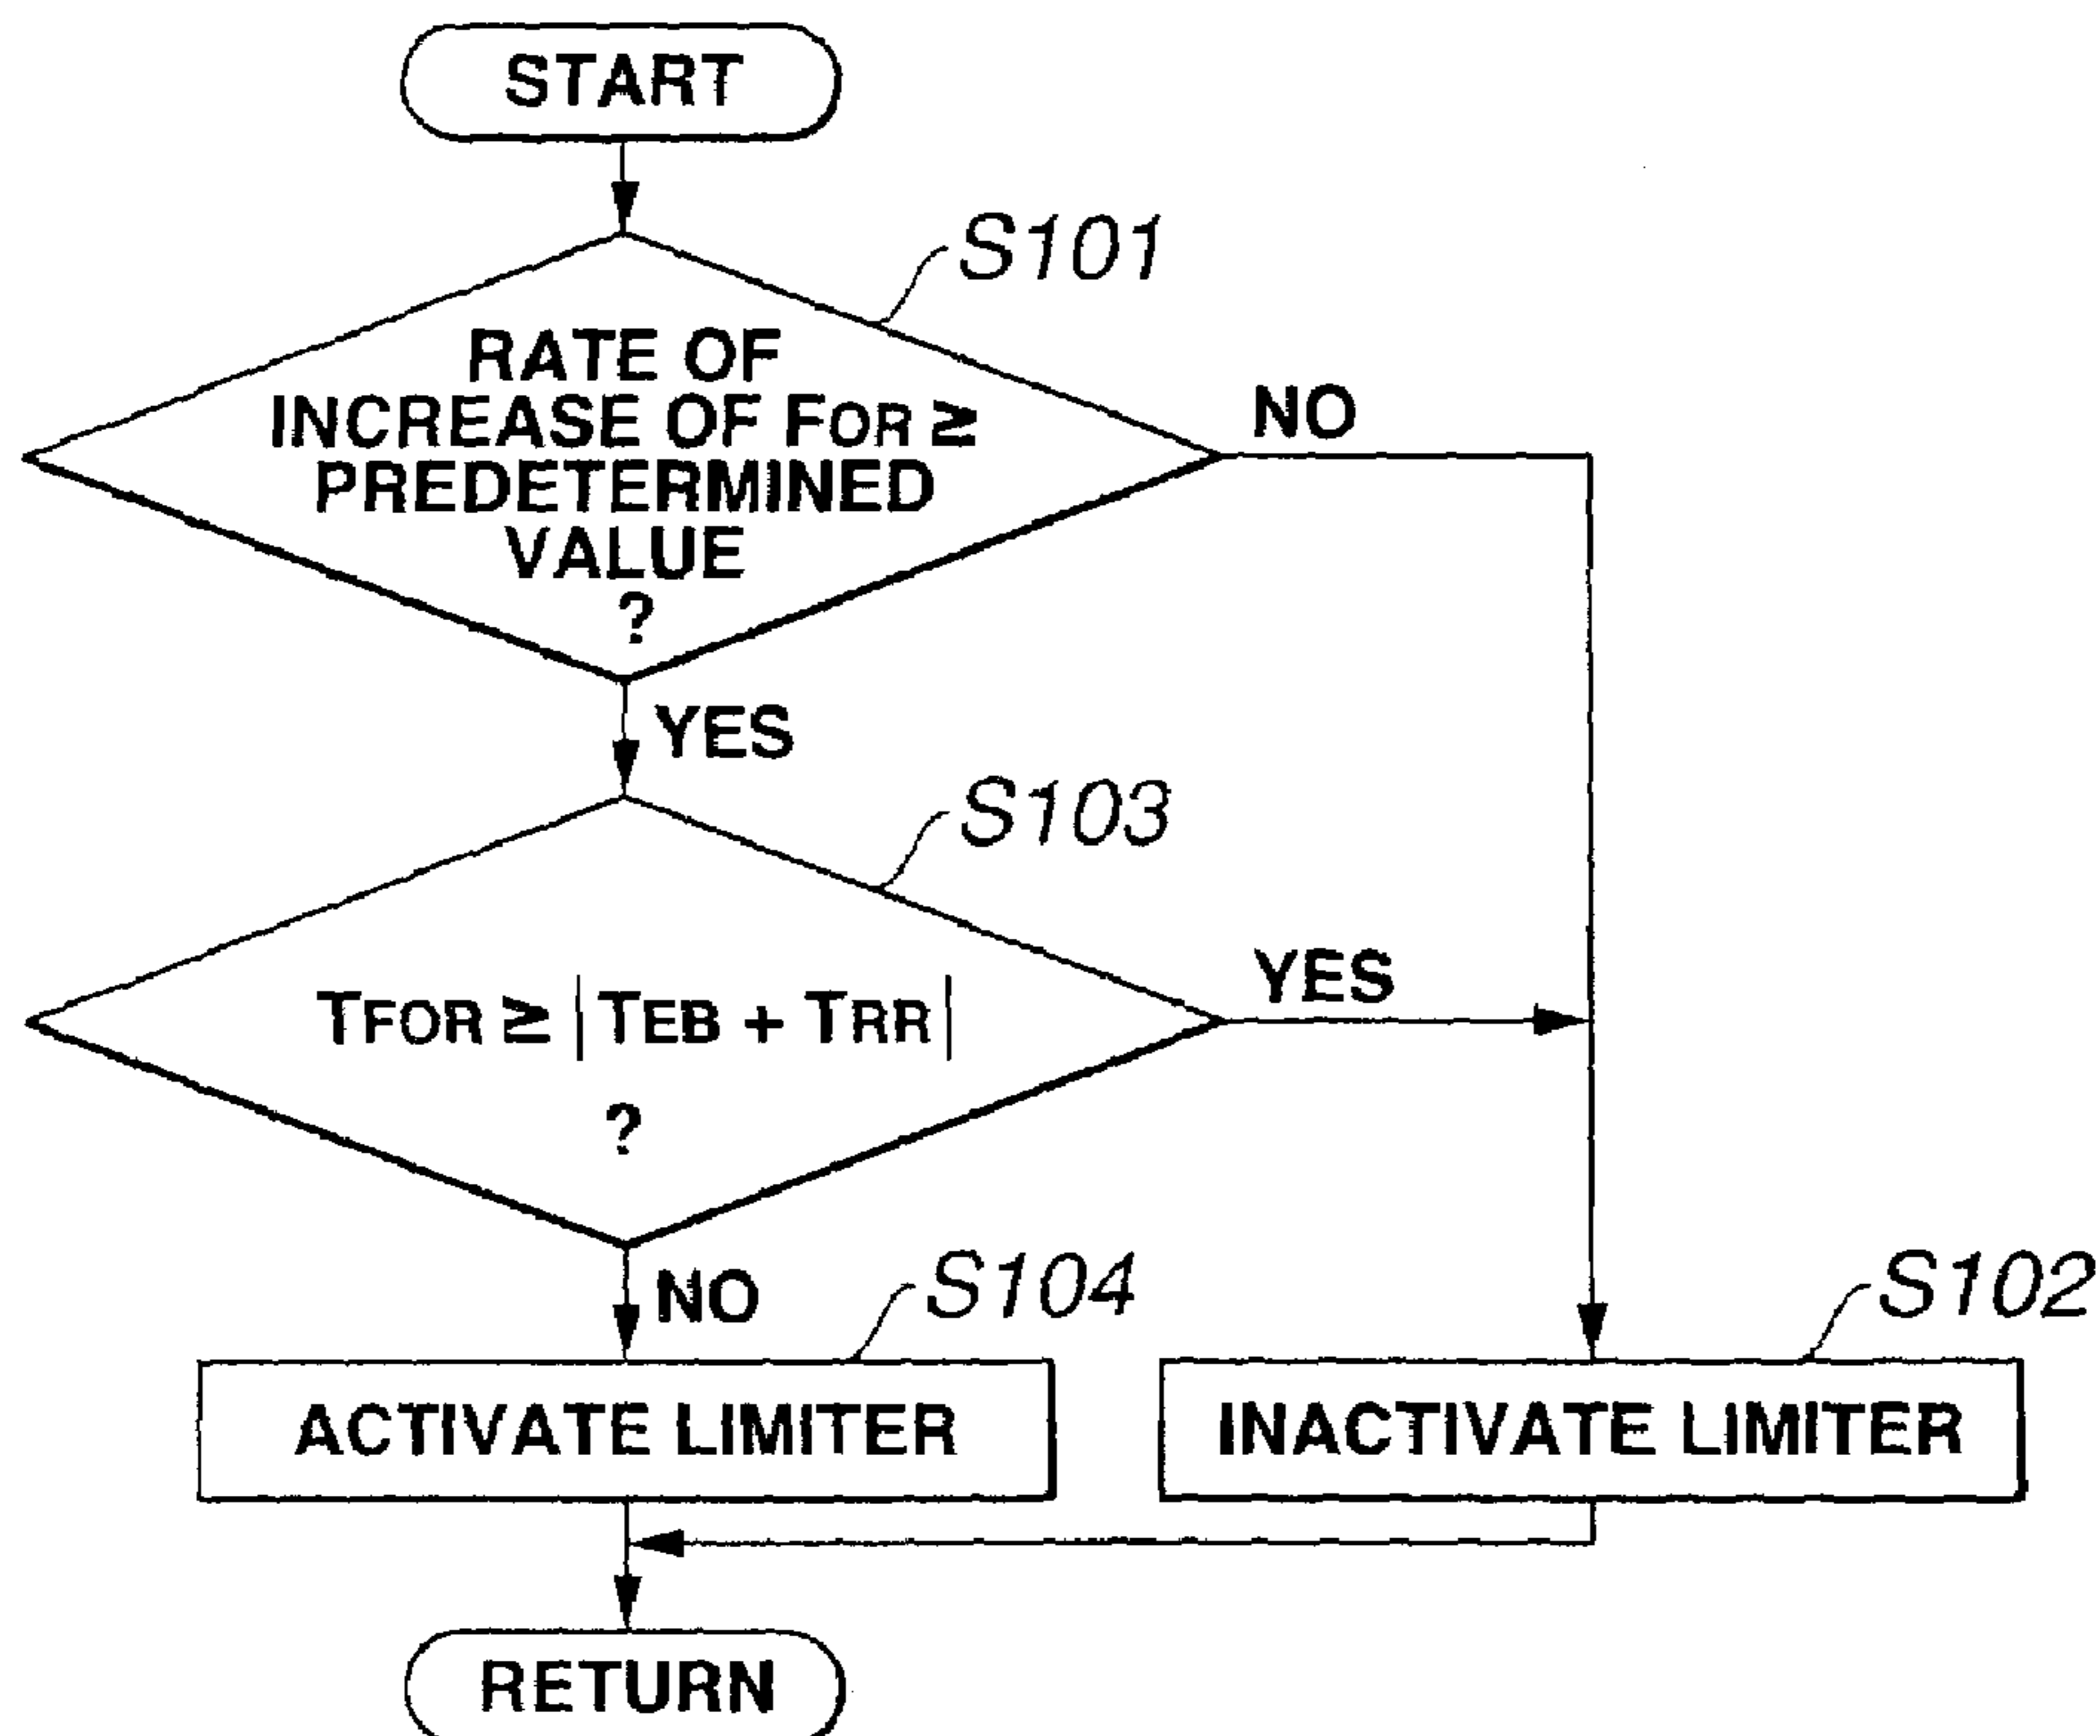 START
S101
RATE OF
INCREASE OF FOR ≥
PREDETERMINED
VALUE
?
NO
YES
S103
TFOR ≥ | TEB + TRR |
?
YES
NO
S104
S102
ACTIVATE LIMITER
INACTIVATE LIMITER
RETURN